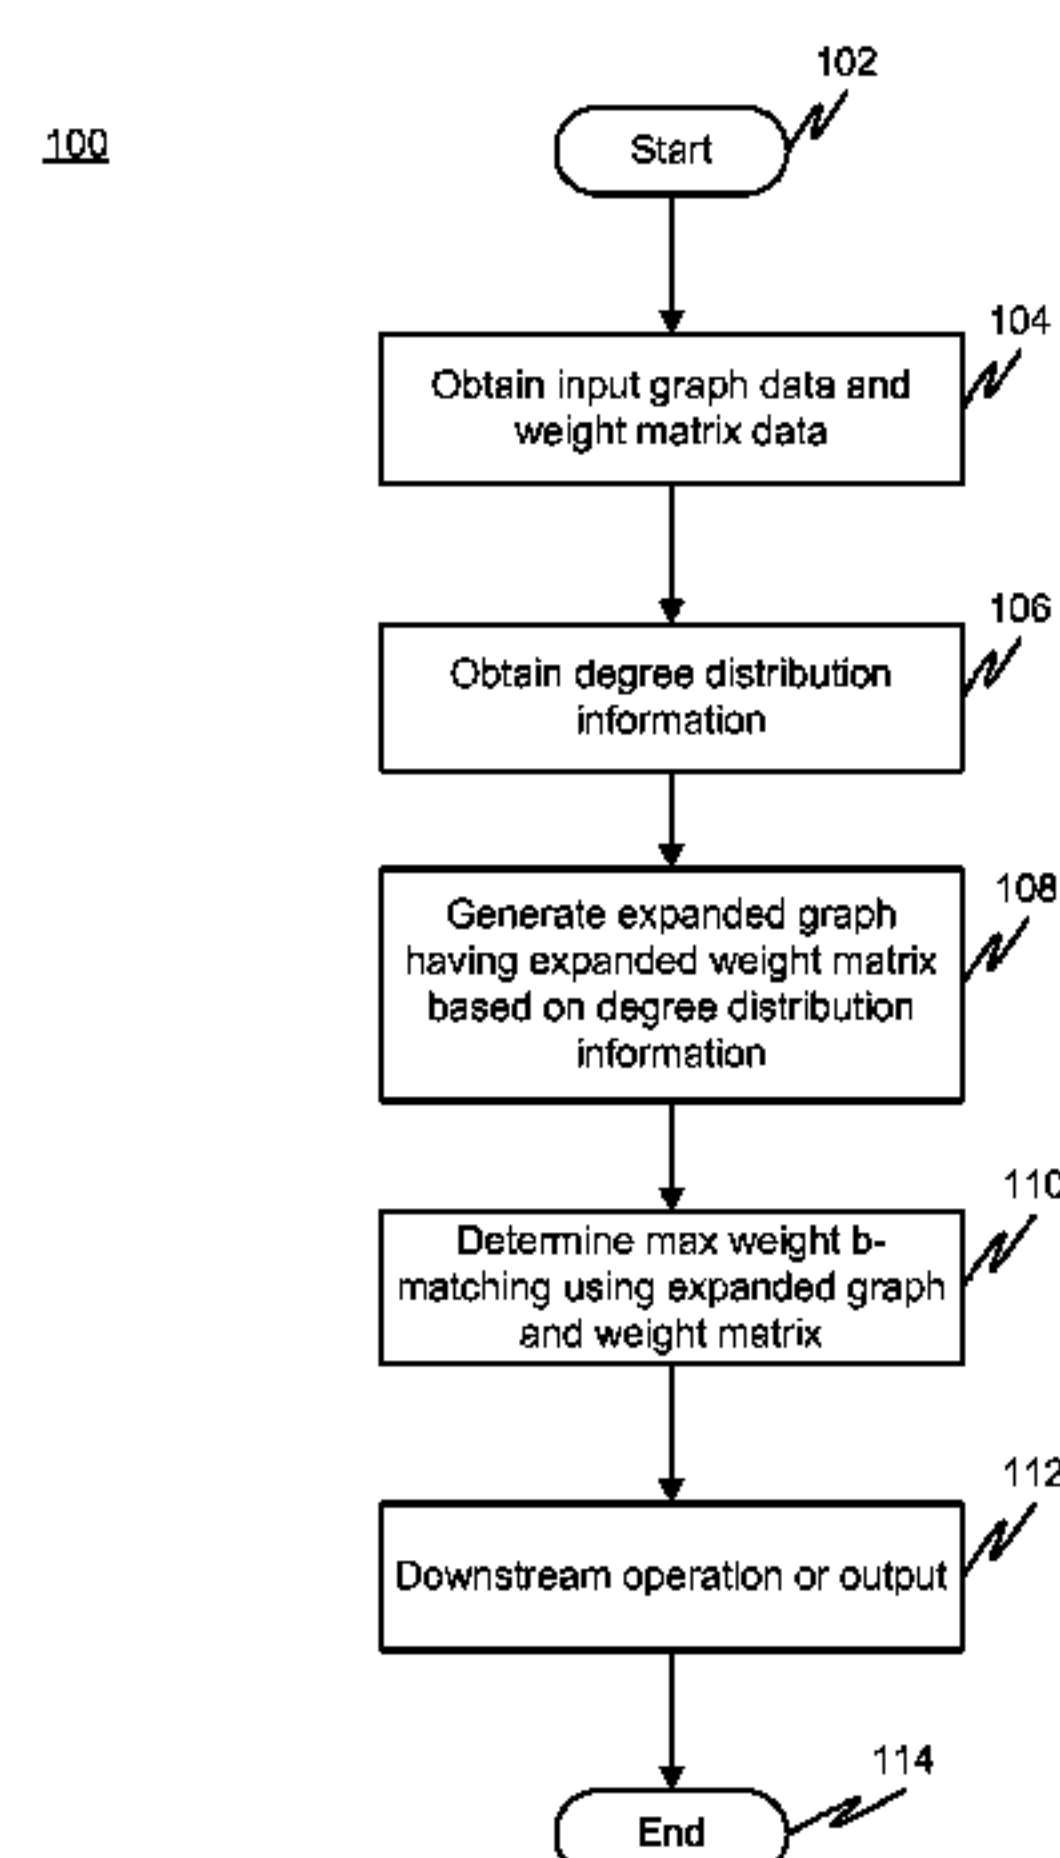 100
102
Start
104
Obtain input graph data and
weight matrix data
106
Obtain degree distribution
information
108
Generate expanded graph
having expanded weight matrix
based on degree distribution
information
110
Determine max weight b-
matching using expanded graph
and weight matrix
112
Downstream operation or output
114
End